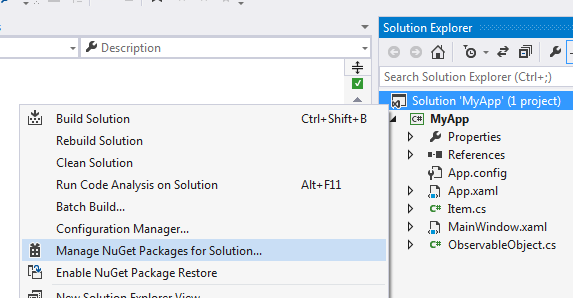 Description
Build Solution Ctrl+Shift+B
Rebuild Solution
Clean Solution
Run Code Analysis on Solution Alt+F11
Batch Build...
Configuration Manager...
Manage NuGet Packages for Solution...
Enable NuGet Package Restore
New Solution Explorer View
Solution Explorer
Search Solution Explorer (Ctrl+;)
Solution 'MyApp' (1 project)
C# MyApp
Properties
References
App.config
App.xaml
C# Item.cs
MainWindow.xaml
C# ObservableObject.cs